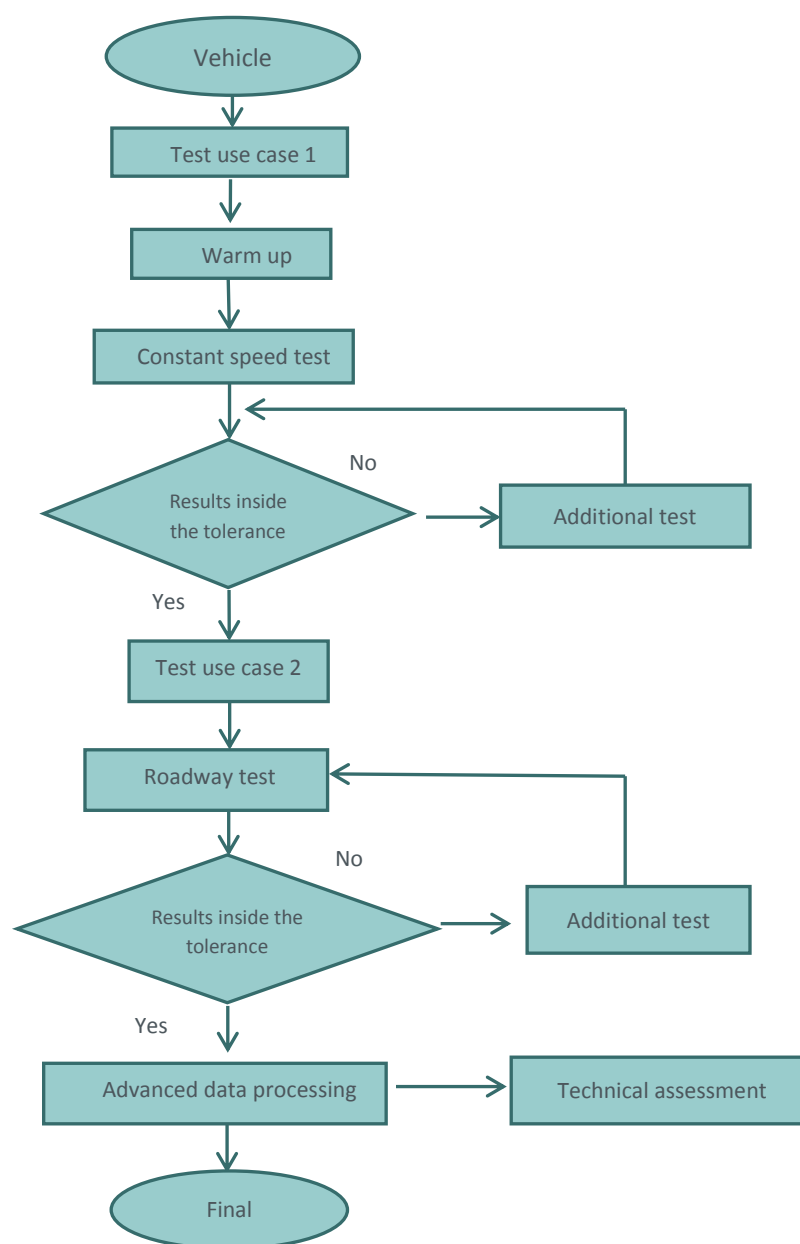 Vehicle
Test use case 1
Warm up
Constant speed test
No
Results inside
the tolerance
Additional test
Yes
Test use case 2
Roadway test
No
Results inside the
tolerance
Additional test
Yes
Advanced data processing
Technical assessment
Final